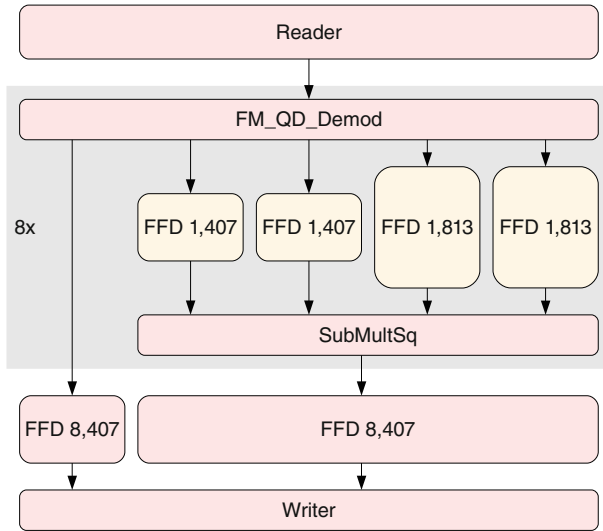 Reader
FM_QD_Demod
8x
FFD 1,407
FFD 1,407
FFD 1,813
FFD 1,813
SubMultSq
FFD 8,407
FFD 8,407
Writer